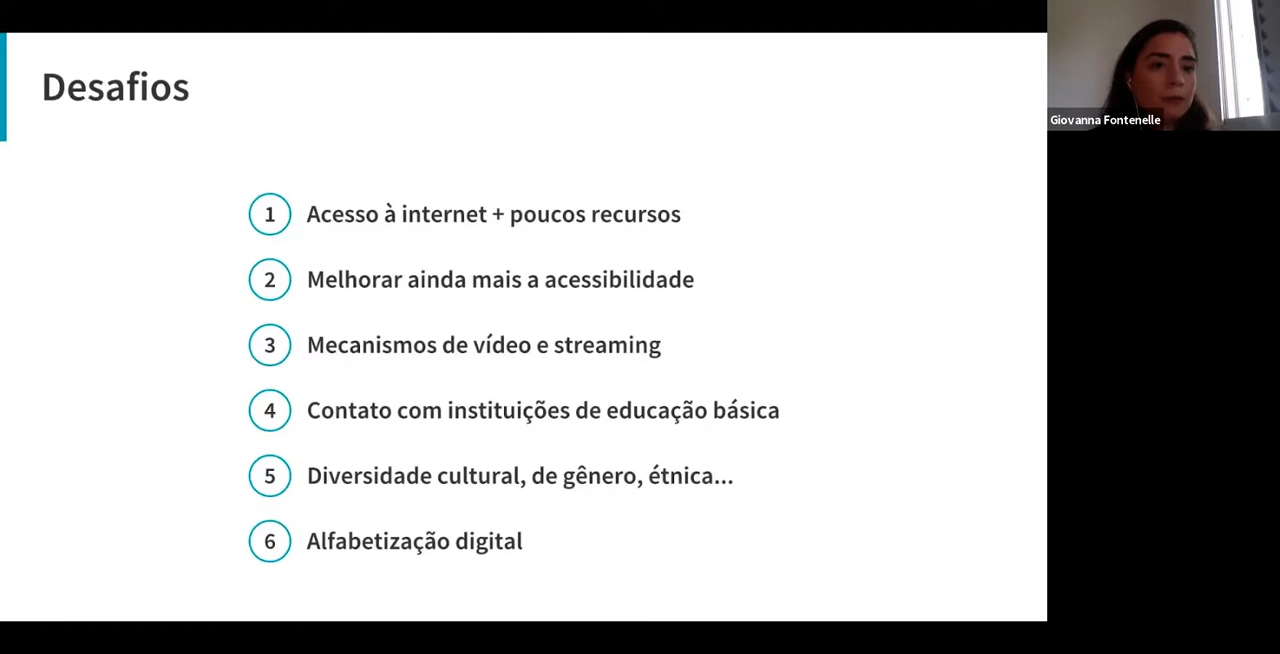 Desafios
Giovanna Fontenelle
1 Acesso à internet + poucos recursos
2 Melhorar ainda mais a acessibilidade
3 Mecanismos de vídeo e streaming
4 Contato com instituições de educação básica
5 Diversidade cultural, de gênero, étnica...
6 Alfabetização digital